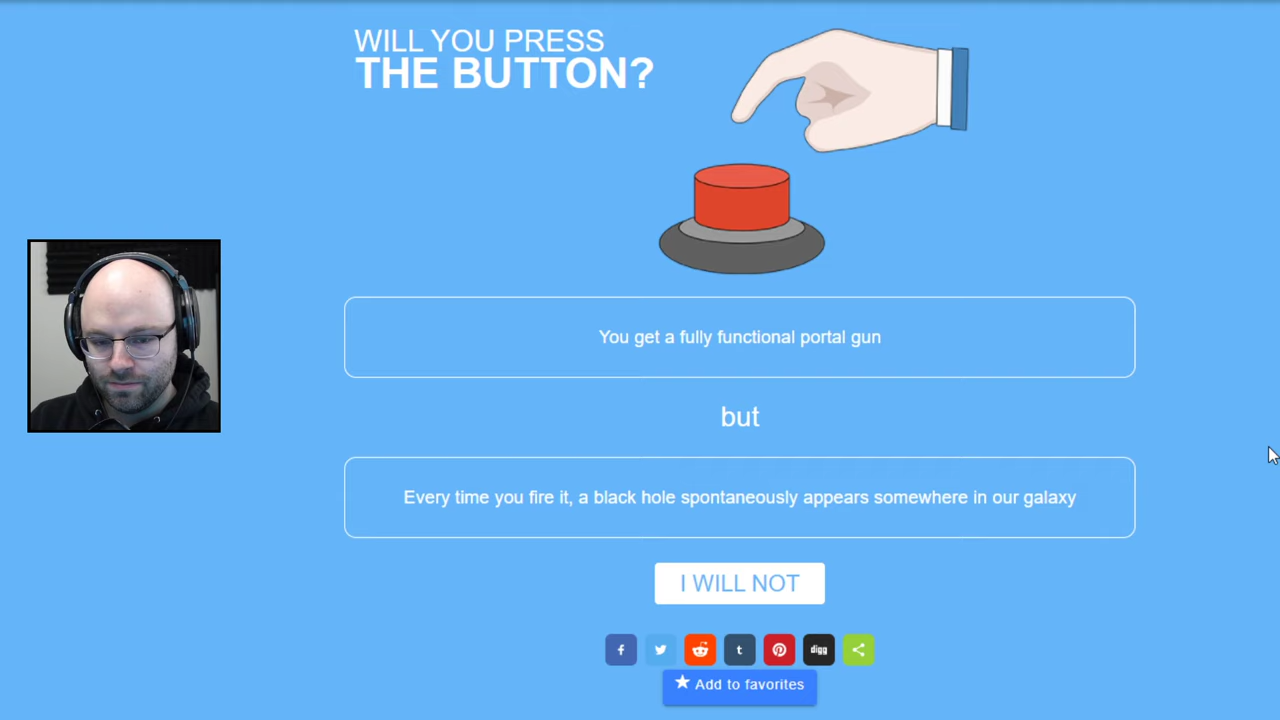 WILL YOU PRESS
THE BUTTON?
You get a fully functional portal gun
but
Every time you fire it, a black hole spontaneously appears somewhere in our galaxy
I WILL NOT
f
t
digg
Add to favorites